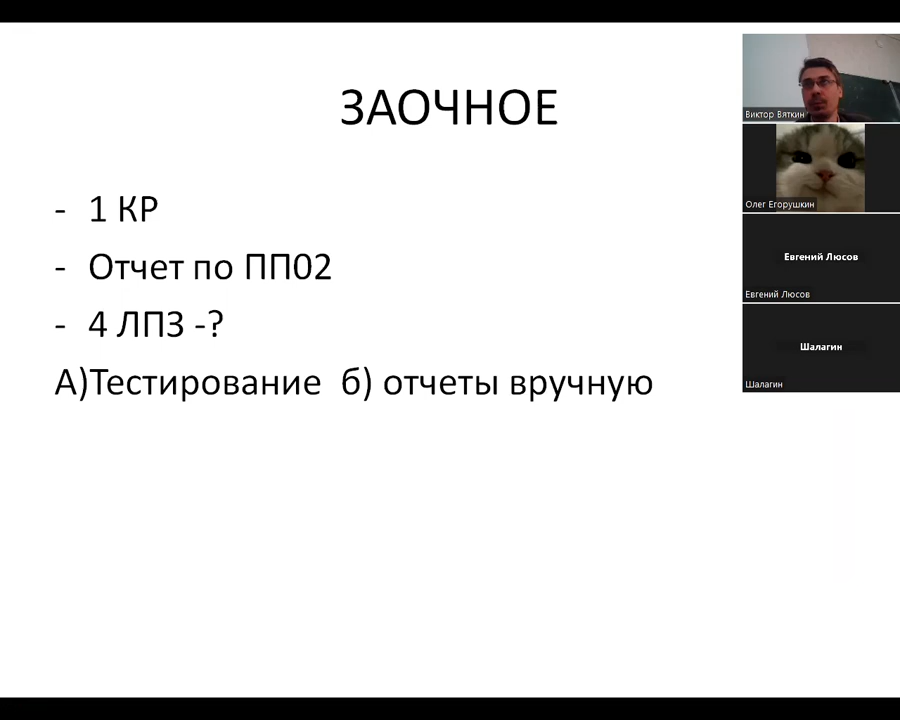 ЗАОЧНОЕ
- 1 КР
- Отчет по ПП02
- 4 ЛПЗ -?
А)Тестирование б) отчеты вручную
Виктор Вяткин
Олег Егорушкин
Евгений Люсов
Евгений Люсов
Шалагин
Шалагин